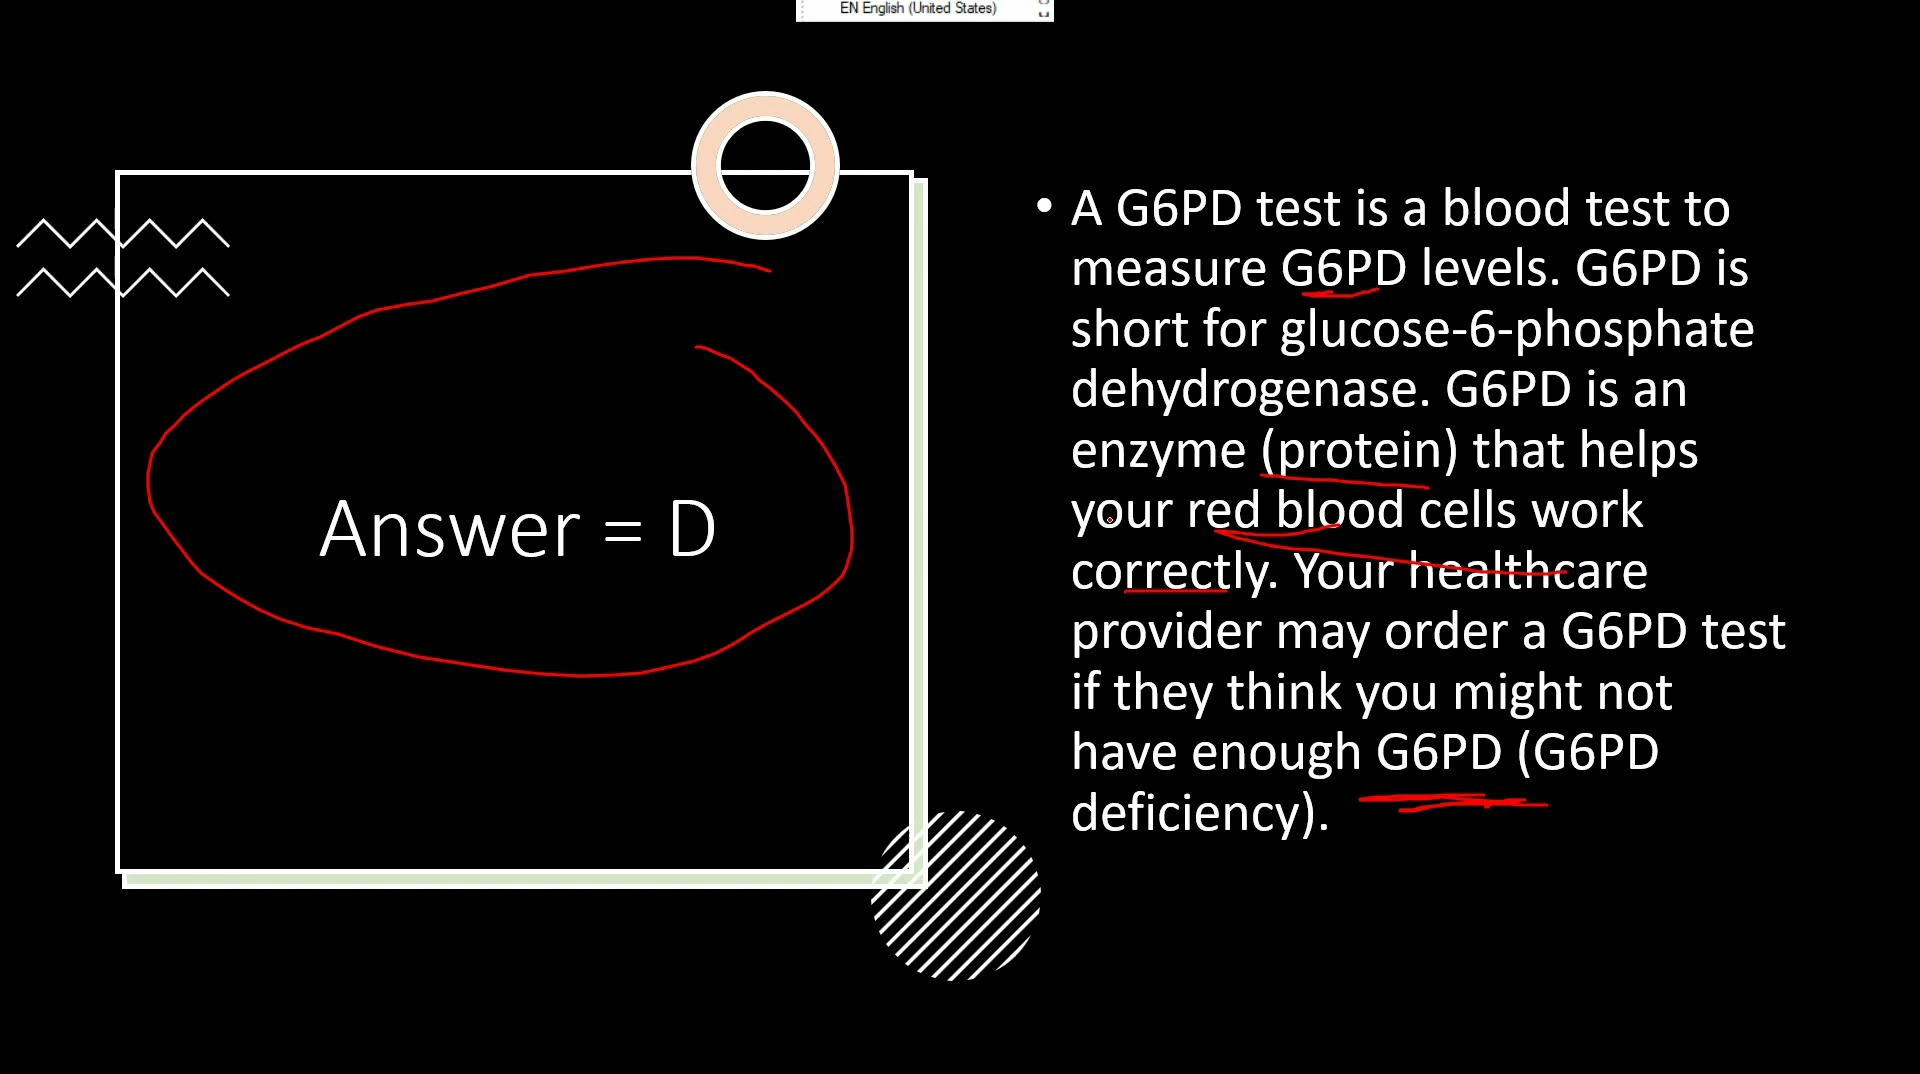 EN English (United States)
Answer = D
• A G6PD test is a blood test to
measure G6PD levels. G6PD is
short for glucose-6-phosphate
dehydrogenase. G6PD is an
enzyme (protein) that helps
your red blood cells work
correctly. Your healthcare
provider may order a G6PD test
if they think you might not
have enough G6PD (G6PD
deficiency).